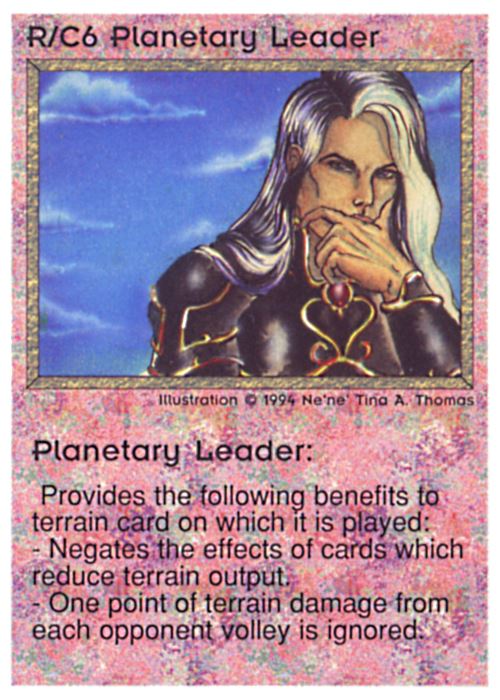 R/C6 Planetary Leader
Illustration © 1994 Ne'ne' Tina A. Thomas
Planetary Leader:
Provides the following benefits to
terrain card on which it is played:
- Negates the effects of cards which
reduce terrain output.
- One point of terrain damage from
each opponent volley is ignored.